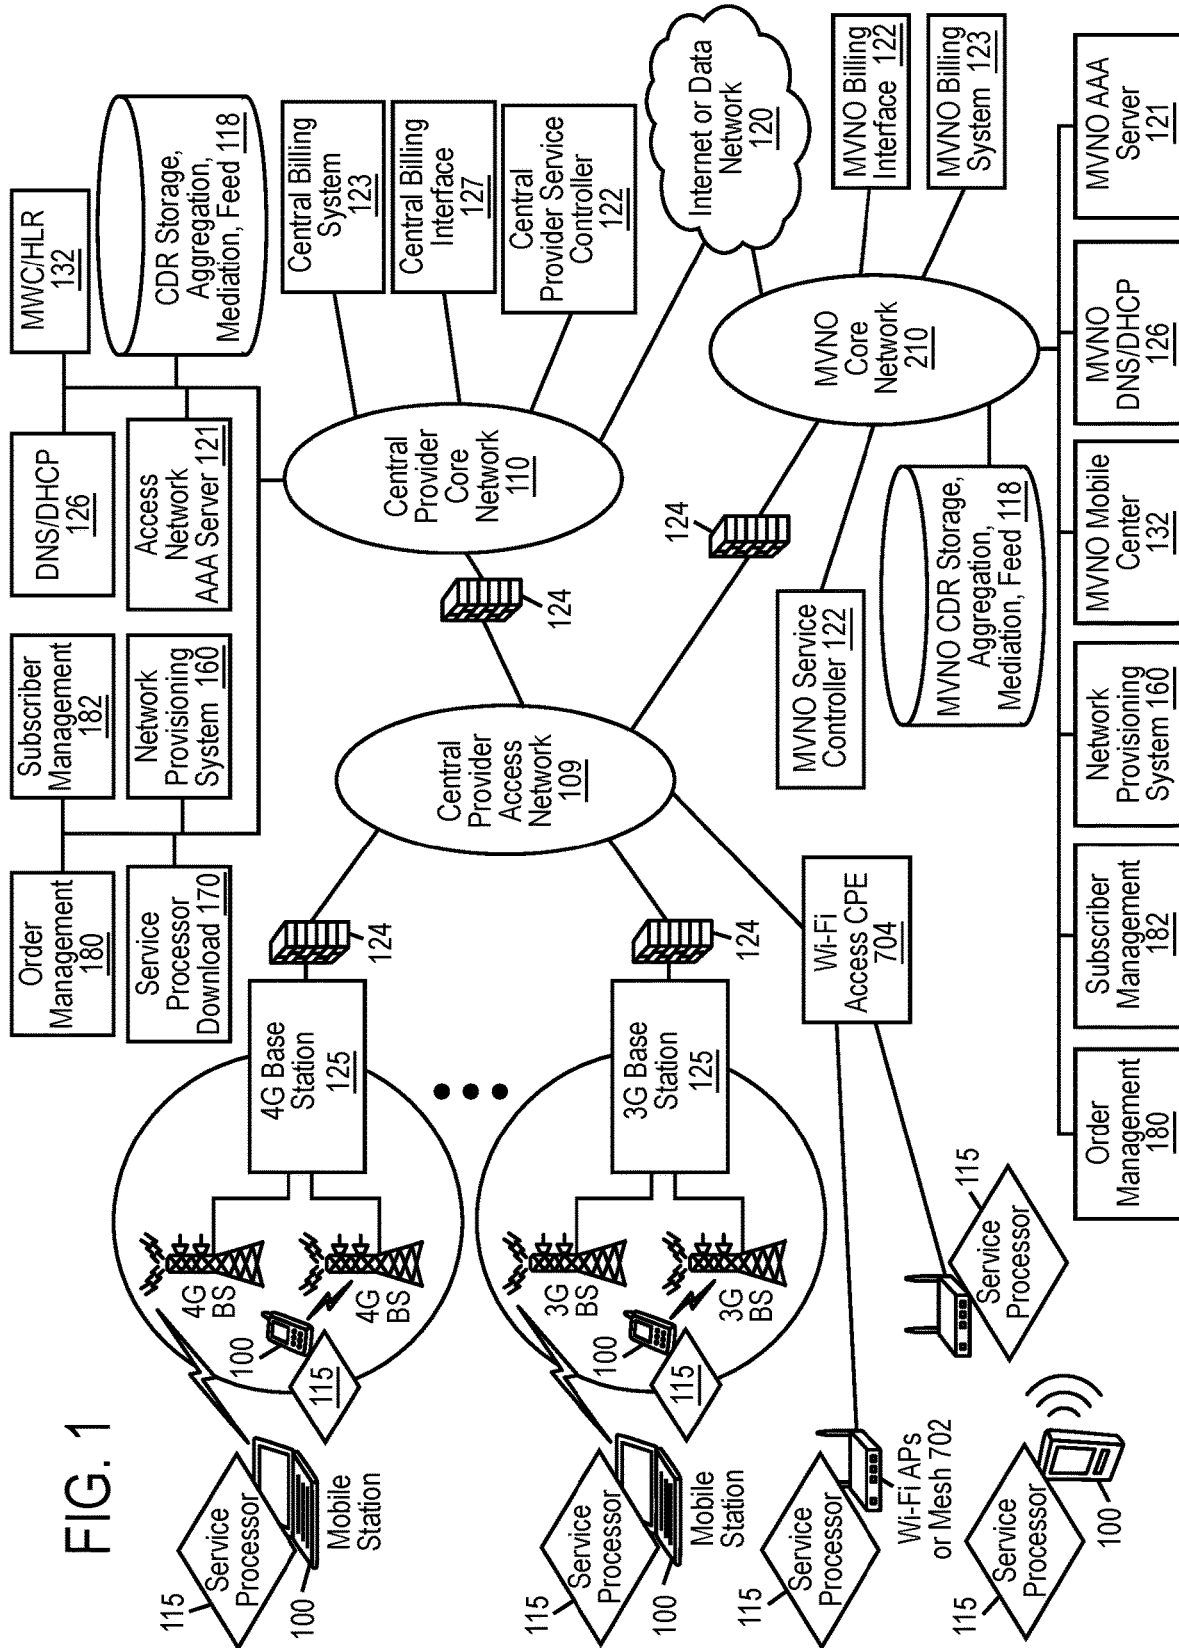 FIG. 1
Order
Management
180
Subscriber
Management
182
DNS/DHCP
126
MWC/HLR
132
Service
Processor
Download 170
Network
Provisioning
System 160
Access
Network
AAA Server 121
CDR Storage,
Aggregation,
Mediation, Feed 118
115
Service
Processor
100
Mobile
Station
4G
BS
100
115
4G
BS
4G Base
Station
125
124
Central
Provider
Access
Network
109
124
Central
Provider
Core
Network
110
Central Billing
System
123
Central Billing
Interface
127
Central
Provider Service
Controller
122
115
Service
Processor
100
Mobile
Station
3G
BS
100
115
3G
BS
3G Base
Station
125
124
124
Internet or Data
Network
120
115
Service
Processor
Wi-Fi APs
or Mesh 702
Wi-Fi
Access CPE
704
MVNO Service
Controller 122
MVNO
Core
Network
210
MVNO Billing
Interface 122
MVNO Billing
System 123
115
Service
Processor
100
115
Service
Processor
MVNO CDR Storage,
Aggregation,
Mediation, Feed 118
Order
Management
180
Subscriber
Management
182
Network
Provisioning
System 160
MVNO Mobile
Center
132
MVNO
DNS/DHCP
126
MVNO AAA
Server
121